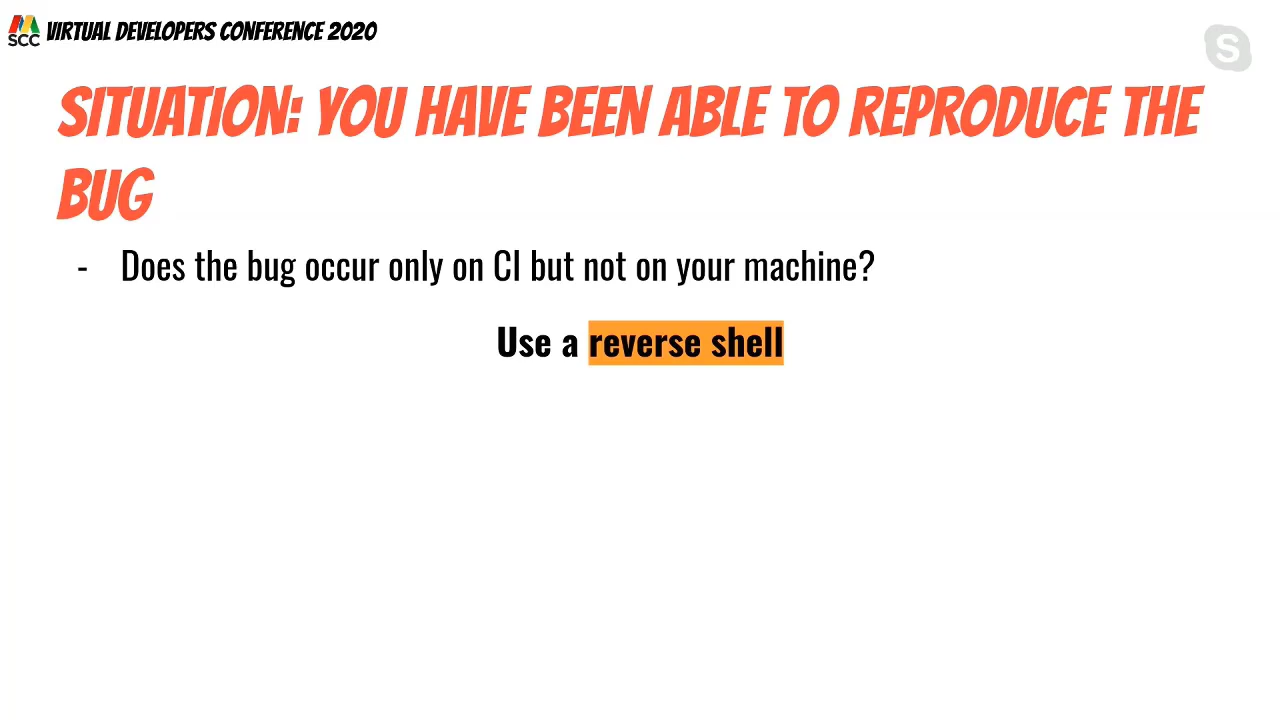 SCC VIRTUAL DEVELOPERS CONFERENCE 2020
S
SITUATION: YOU HAVE BEEN ABLE TO REPRODUCE THE
BUG
- Does the bug occur only on CI but not on your machine?
Use a reverse shell